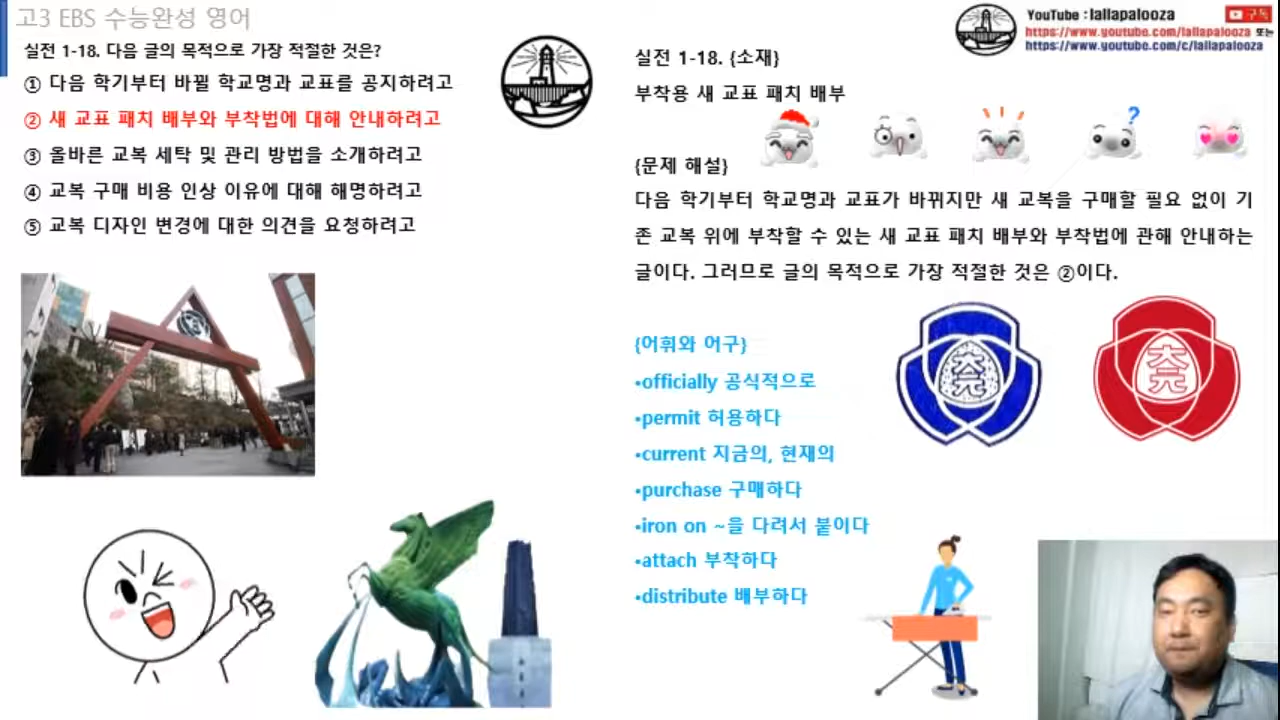 고3 EBS 수능완성 영어
실전 1-18. 다음 글의 목적으로 가장 적절한 것은?
① 다음 학기부터 바뀔 학교명과 교표를 공지하려고
② 새 교표 패치 배부와 부착법에 대해 안내하려고
③ 올바른 교복 세탁 및 관리 방법을 소개하려고
④ 교복 구매 비용 인상 이유에 대해 해명하려고
⑤ 교복 디자인 변경에 대한 의견을 요청하려고
YouTube : lallapalooza
구독
https://www.youtube.com/lallapalooza 또는
https://www.youtube.com/c/lallapalooza
실전 1-18. {소재}
부착용 새 교표 패치 배부
{문제 해설}
다음 학기부터 학교명과 교표가 바뀌지만 새 교복을 구매할 필요 없이 기
존 교복 위에 부착할 수 있는 새 교표 패치 배부와 부착법에 관해 안내하는
글이다. 그러므로 글의 목적으로 가장 적절한 것은 ②이다.
{어휘와 어구}
•officially 공식적으로
•permit 허용하다
•current 지금의, 현재의
•purchase 구매하다
•iron on ~을 다려서 붙이다
•attach 부착하다
•distribute 배부하다